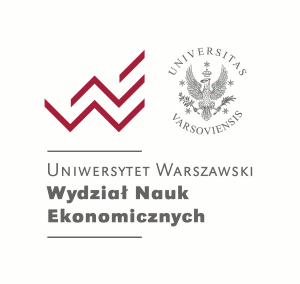 UNIVERSITAS
VARSOVIENSIS
UNIWERSYTET WARSZAWSKI
Wydział Nauk
Ekonomicznych